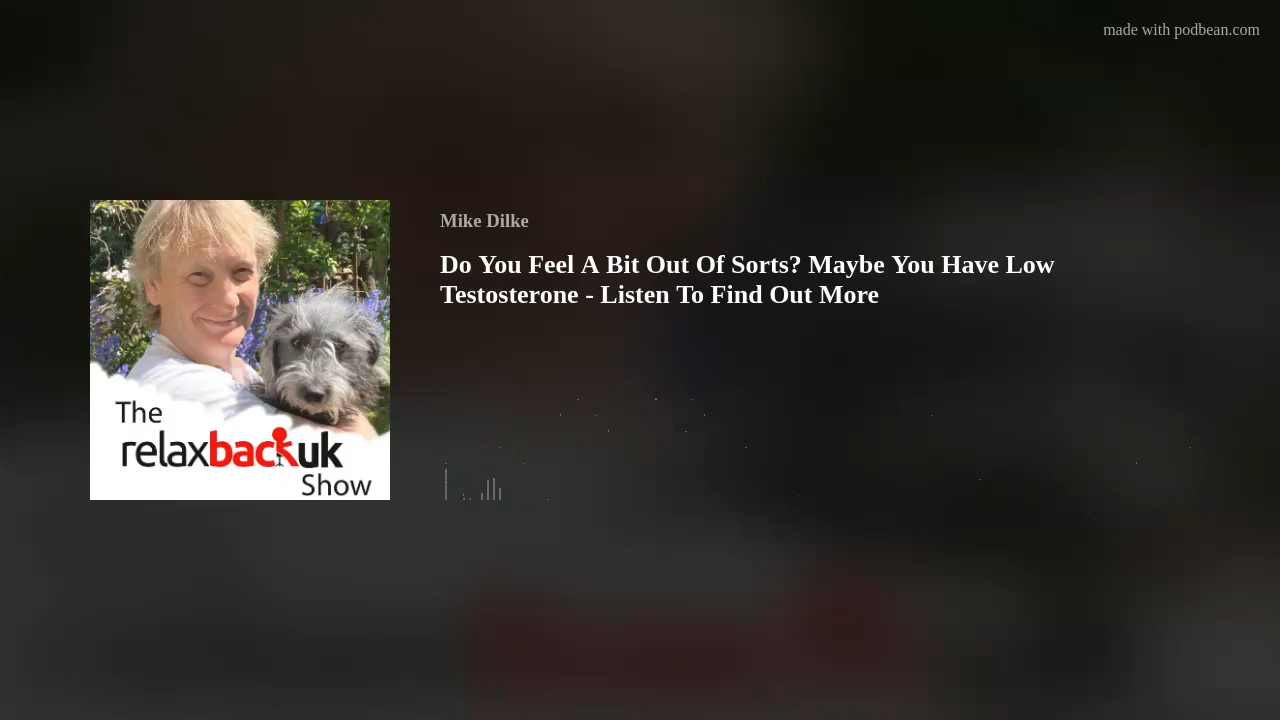 made with podbean.com
Mike Dilke
Do You Feel A Bit Out Of Sorts? Maybe You Have Low
Testosterone - Listen To Find Out More
The
relaxbackuk
Show